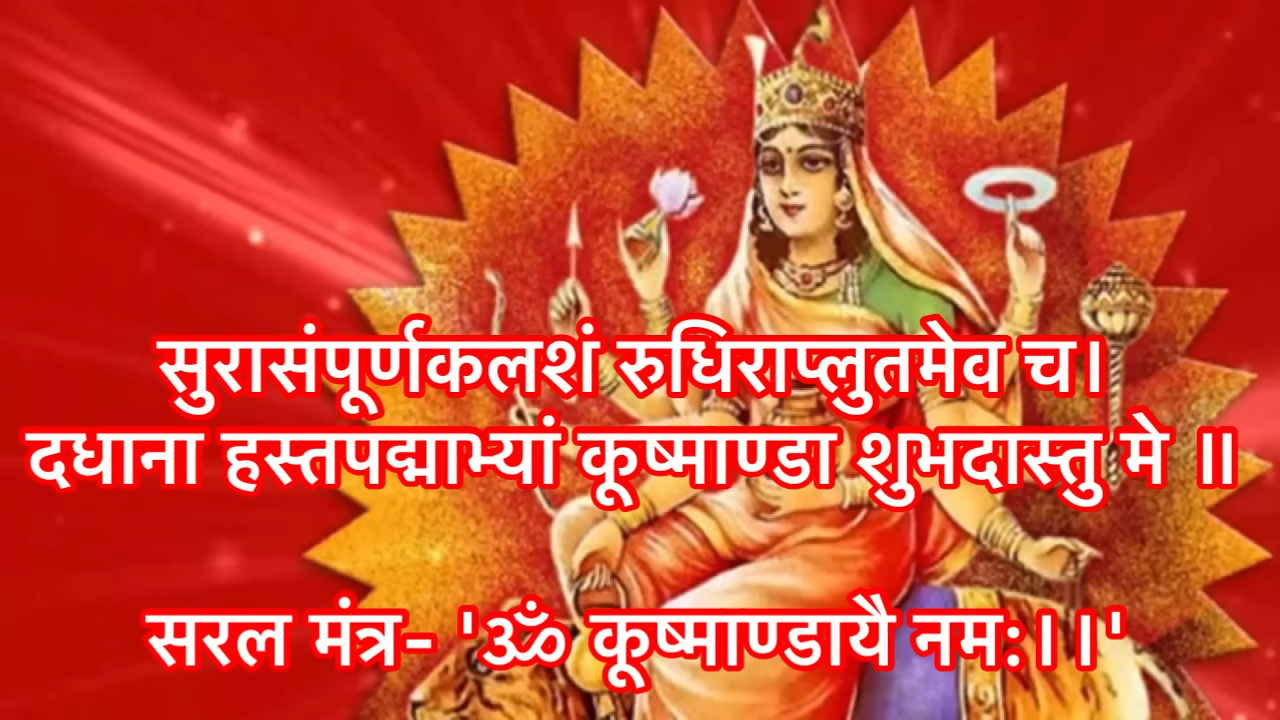 सुरासंपूर्णकलशं रुधिराप्लुतमेव च।
दधाना हस्तपद्माभ्यां कूष्माण्डा शुभदास्तु मे ॥
सरल मंत्र- 'ॐ कूष्माण्डायै नम:।।'